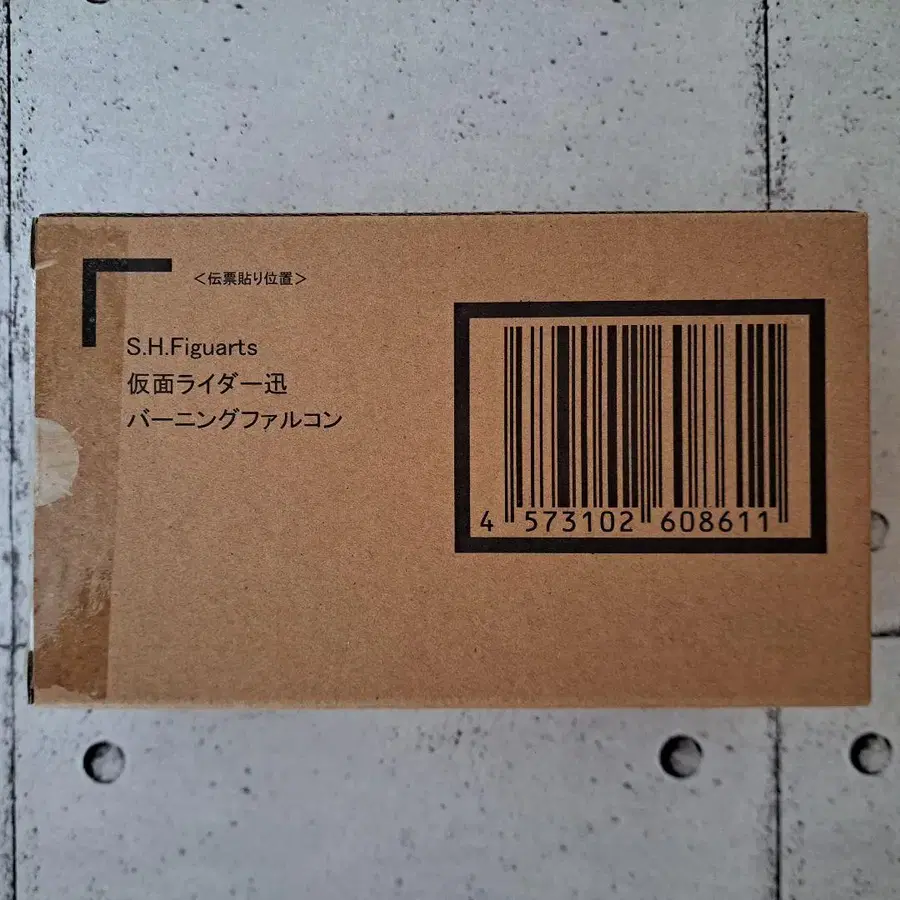 ＜伝票貼り位置＞
S.H.Figuarts
仮面ライダー迅
バーニングファルコン
4 573102 608611